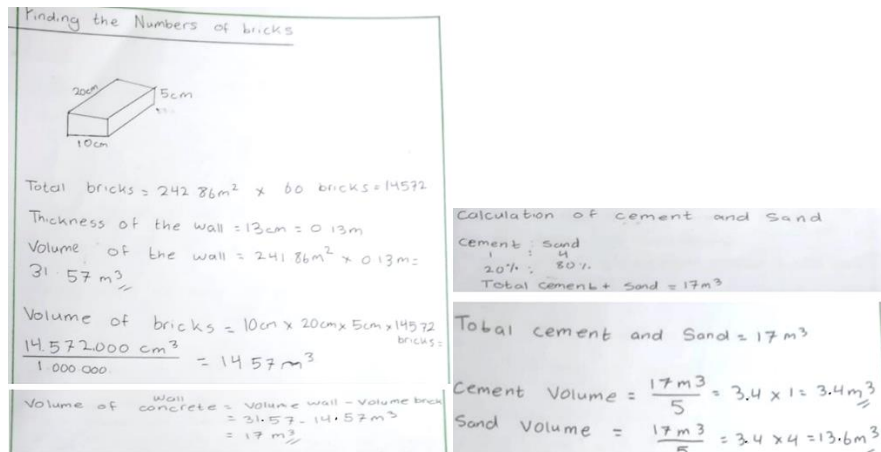 Finding the Numbers of bricks
20cm
5cm
10cm
Total bricks = 242 86m² × 60 bricks = 14572
Thickness of the wall = 13cm = 0 13m
Volume of the wall = 241 86m² × 0 13m =
31.57 m³
Volume of bricks = 10cm × 20cm × 5cm × 14572
bricks =
14.572.000 cm³
1 000 000.
= 14 57 m³
Volume of wall concrete = Volume wall - Volume brick
= 31.57 - 14.57m³
= 17 m³
Calculation of cement and Sand
Cement : Sand
1 : 4
20% : 80%
Total cement + Sand = 17m³
Total cement and Sand = 17 m³
Cement Volume = 17m3 / 5 = 3.4 × 1 = 3.4m3
Sand Volume = 17m3 / 5 = 3.4 × 4 = 13.6m3